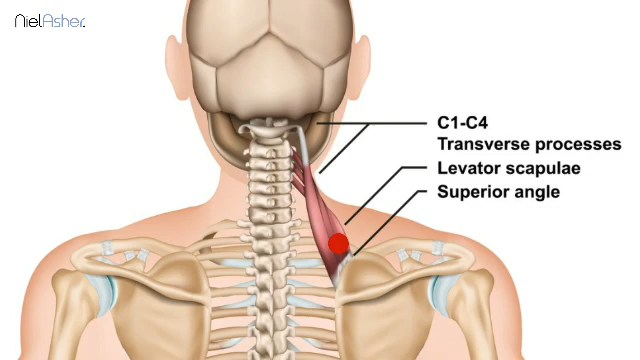 NielAsher.
C1-C4
Transverse processes
Levator scapulae
Superior angle